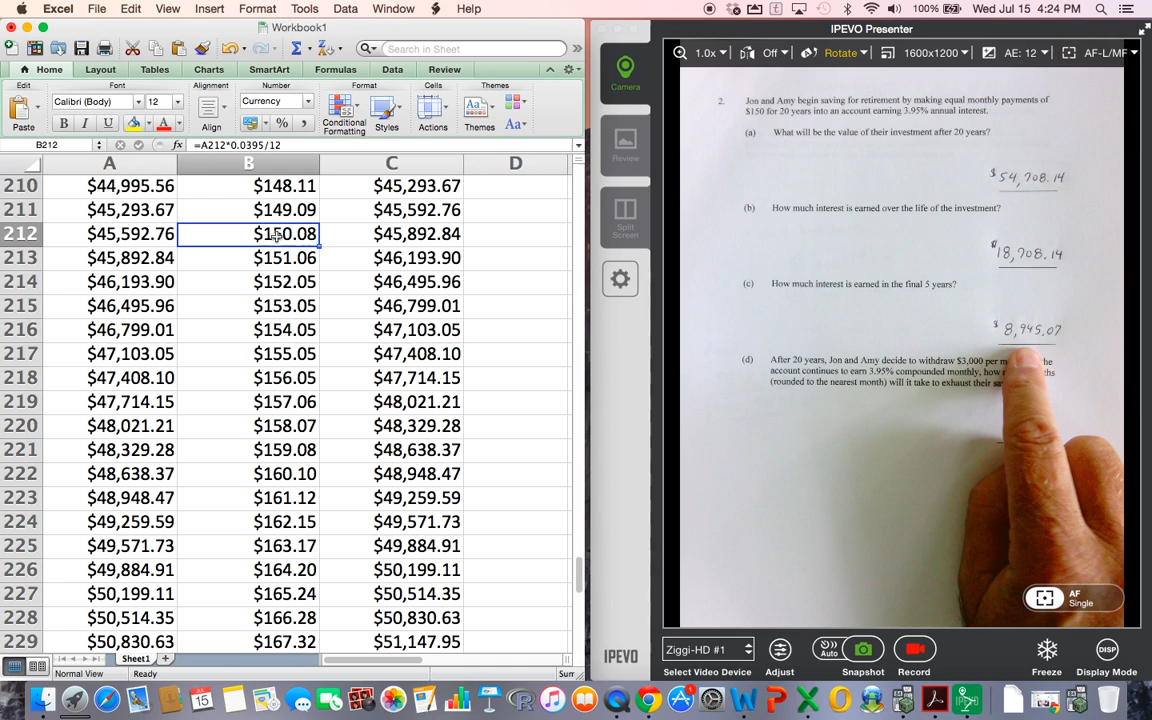 Excel File Edit View Insert Format Tools Data Window Help 100% Wed Jul 15 4:24 PM
Workbook1
Search in Sheet
Home Layout Tables Charts SmartArt Formulas Data Review
Edit Font Alignment Number Format Cells Themes
Calibri (Body) 12 Currency
Paste B I U Align % Conditional Formatting Styles Actions Themes Aa
B212 fx =A212*0.0395/12
A B C D
210 $44,995.56 $148.11 $45,293.67
211 $45,293.67 $149.09 $45,592.76
212 $45,592.76 $150.08 $45,892.84
213 $45,892.84 $151.06 $46,193.90
214 $46,193.90 $152.05 $46,495.96
215 $46,495.96 $153.05 $46,799.01
216 $46,799.01 $154.05 $47,103.05
217 $47,103.05 $155.05 $47,408.10
218 $47,408.10 $156.05 $47,714.15
219 $47,714.15 $157.06 $48,021.21
220 $48,021.21 $158.07 $48,329.28
221 $48,329.28 $159.08 $48,638.37
222 $48,638.37 $160.10 $48,948.47
223 $48,948.47 $161.12 $49,259.59
224 $49,259.59 $162.15 $49,571.73
225 $49,571.73 $163.17 $49,884.91
226 $49,884.91 $164.20 $50,199.11
227 $50,199.11 $165.24 $50,514.35
228 $50,514.35 $166.28 $50,830.63
229 $50,830.63 $167.32 $51,147.95
Sheet1
Normal View Ready Sum
IPEVO Presenter
1.0x Off Rotate 1600x1200 AE: 12 AF-L/MF
Camera
Review
Split Screen
2. Jon and Amy begin saving for retirement by making equal monthly payments of
$150 for 20 years into an account earning 3.95% annual interest.
(a) What will be the value of their investment after 20 years?
$54,708.14
(b) How much interest is earned over the life of the investment?
$18,708.14
(c) How much interest is earned in the final 5 years?
$8,945.07
(d) After 20 years, Jon and Amy decide to withdraw $3,000 per m he
account continues to earn 3.95% compounded monthly, how
(rounded to the nearest month) will it take to exhaust their
AF
Single
IPEVO
Ziggi-HD #1 Auto DISP
Select Video Device Adjust Snapshot Record Freeze Display Mode